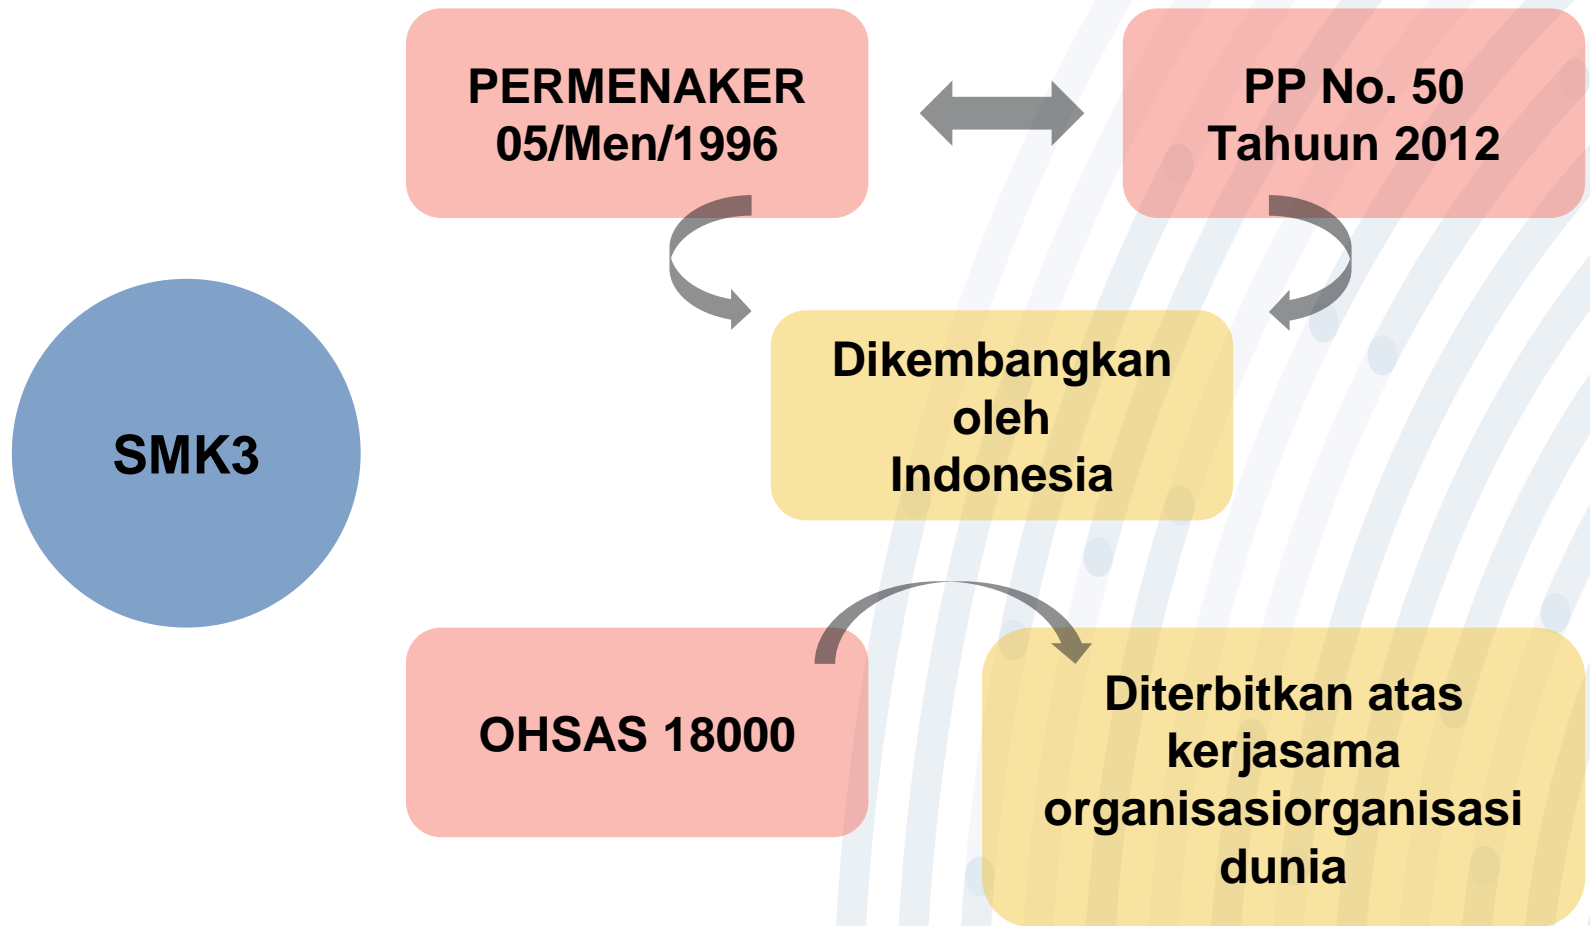 PERMENAKER
05/Men/1996
PP No. 50
Tahuun 2012
Dikembangkan
oleh
Indonesia
SMK3
OHSAS 18000
Diterbitkan atas
kerjasama
organisasiorganisasi
dunia